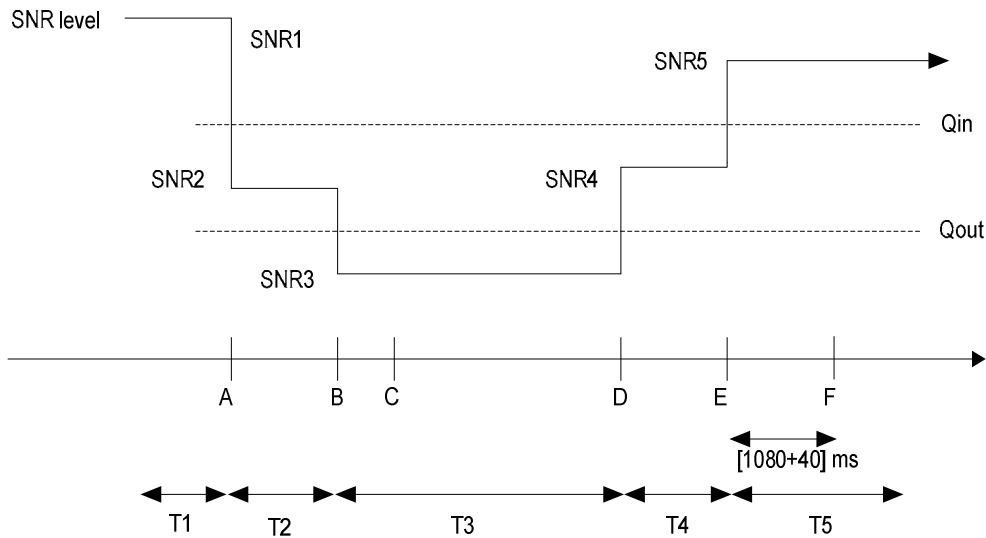 SNR level
SNR1
SNR5
Qin
SNR2
SNR4
Qout
SNR3
A B C D E F
[1080+40] ms
T1 T2 T3 T4 T5